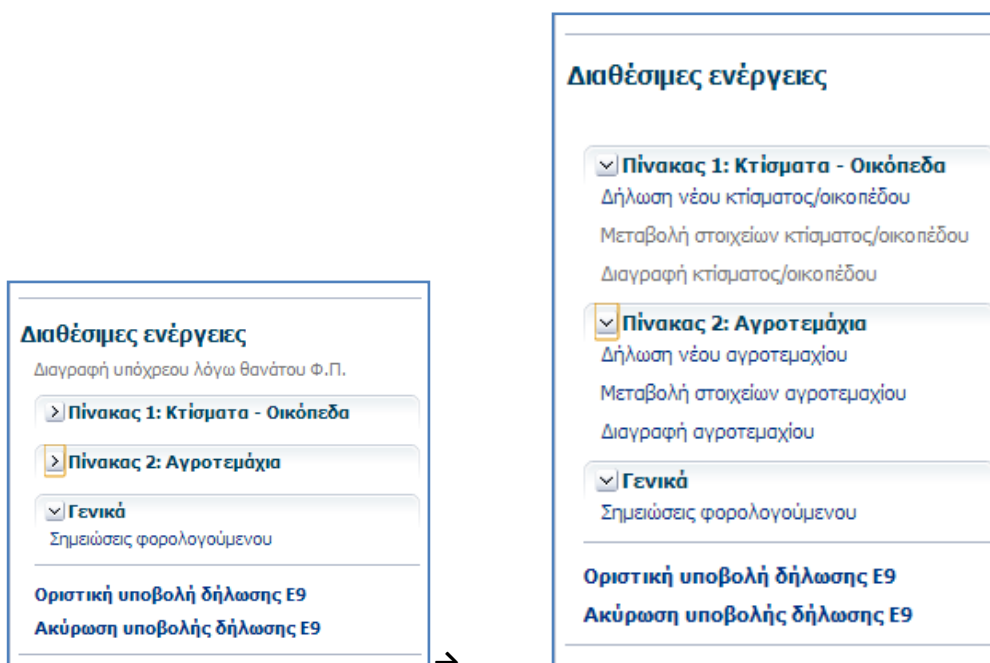 Διαθέσιμες ενέργειες
Διαγραφή υπόχρεου λόγω θανάτου Φ.Π.
Πίνακας 1: Κτίσματα - Οικόπεδα
Πίνακας 2: Αγροτεμάχια
Γενικά
Σημειώσεις φορολογούμενου
Οριστική υποβολή δήλωσης Ε9
Ακύρωση υποβολής δήλωσης Ε9
→
Διαθέσιμες ενέργειες
Πίνακας 1: Κτίσματα - Οικόπεδα
Δήλωση νέου κτίσματος/οικοπέδου
Μεταβολή στοιχείων κτίσματος/οικοπέδου
Διαγραφή κτίσματος/οικοπέδου
Πίνακας 2: Αγροτεμάχια
Δήλωση νέου αγροτεμαχίου
Μεταβολή στοιχείων αγροτεμαχίου
Διαγραφή αγροτεμαχίου
Γενικά
Σημειώσεις φορολογούμενου
Οριστική υποβολή δήλωσης Ε9
Ακύρωση υποβολής δήλωσης Ε9